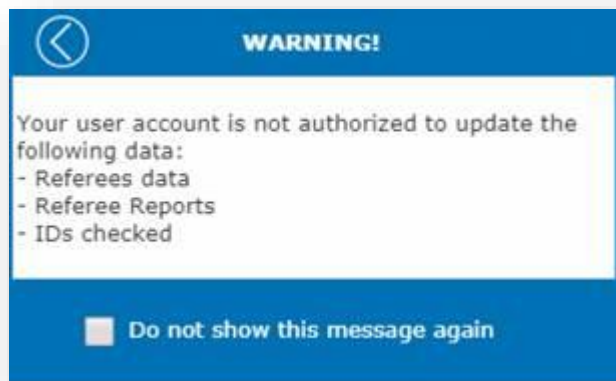 WARNING!
Your user account is not authorized to update the
following data:
- Referees data
- Referee Reports
- IDs checked
Do not show this message again